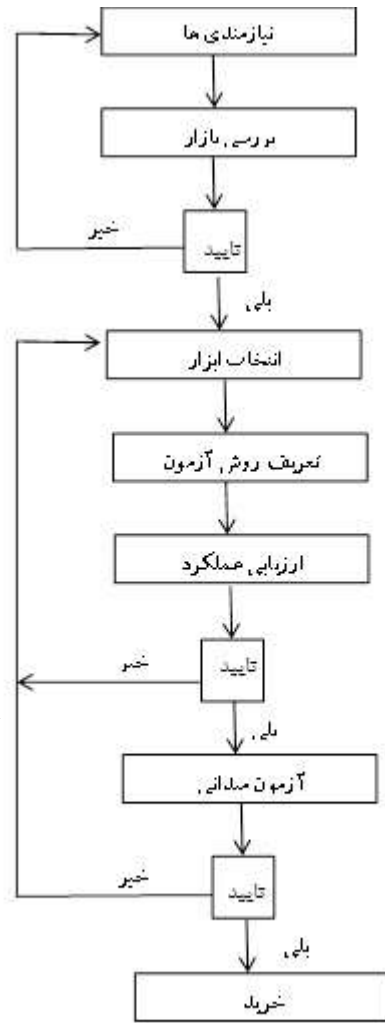 نیازمندی ها
بررسی بازار
تایید
خیر
بلی
انتخاب ابزار
تعریف روش آزمون
ارزیابی عملکرد
تایید
خیر
بلی
آزمون میدانی
تایید
خیر
بلی
خرید